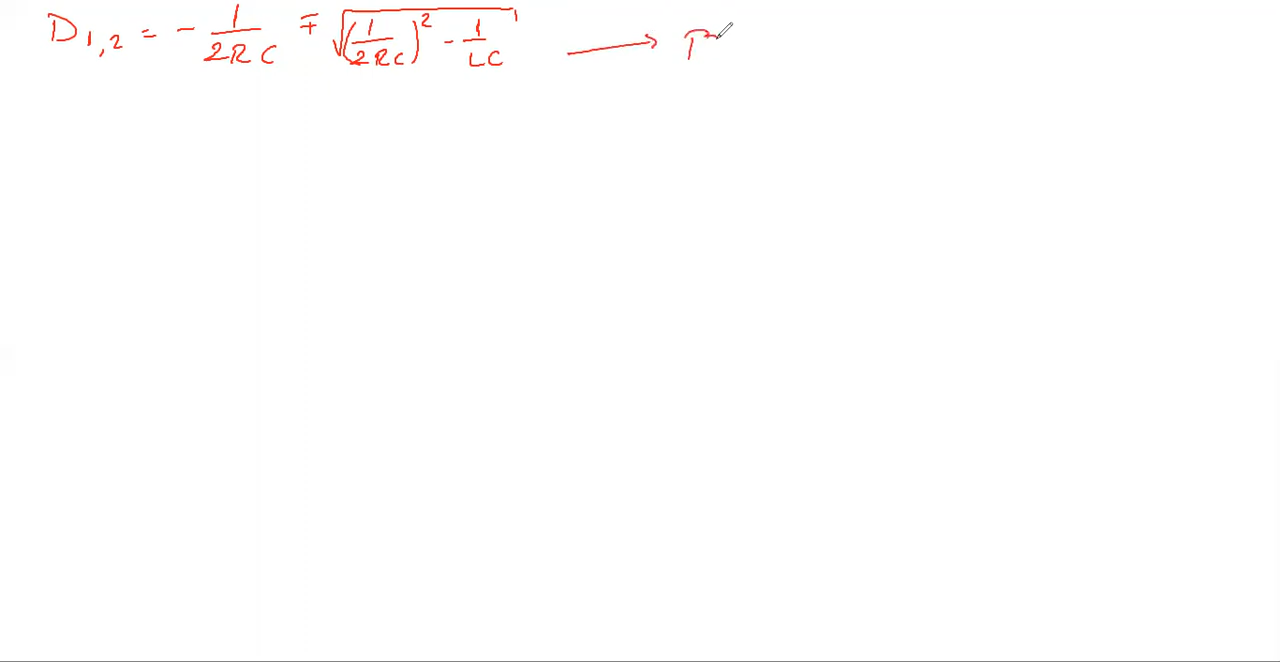 D₁,₂ = - 1/(2RC) ∓ √((1/(2RC))² - 1/(LC)) →